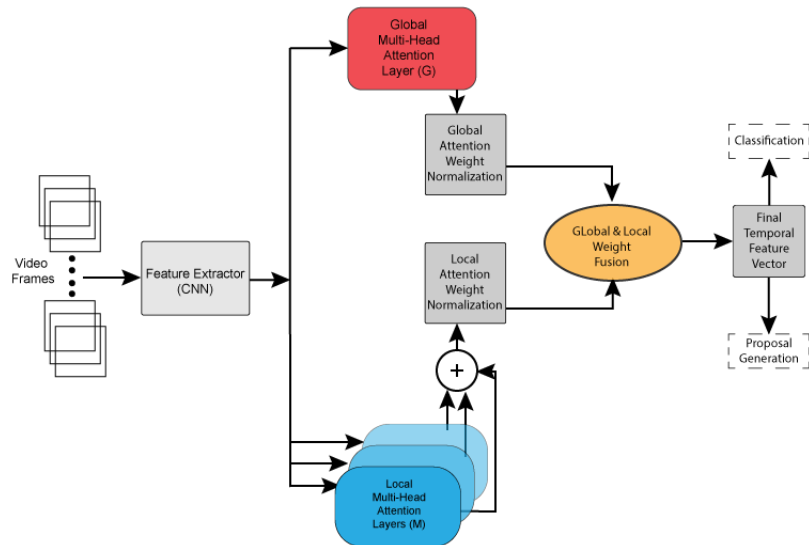 Global
Multi-Head
Attention
Layer (G)
Global
Attention
Weight
Normalization
Classification
Video
Frames
Feature Extractor
(CNN)
GLobal & Local
Weight
Fusion
Final
Temporal
Feature
Vector
Local
Attention
Weight
Normalization
Proposal
Generation
+
Local
Multi-Head
Attention
Layers (M)